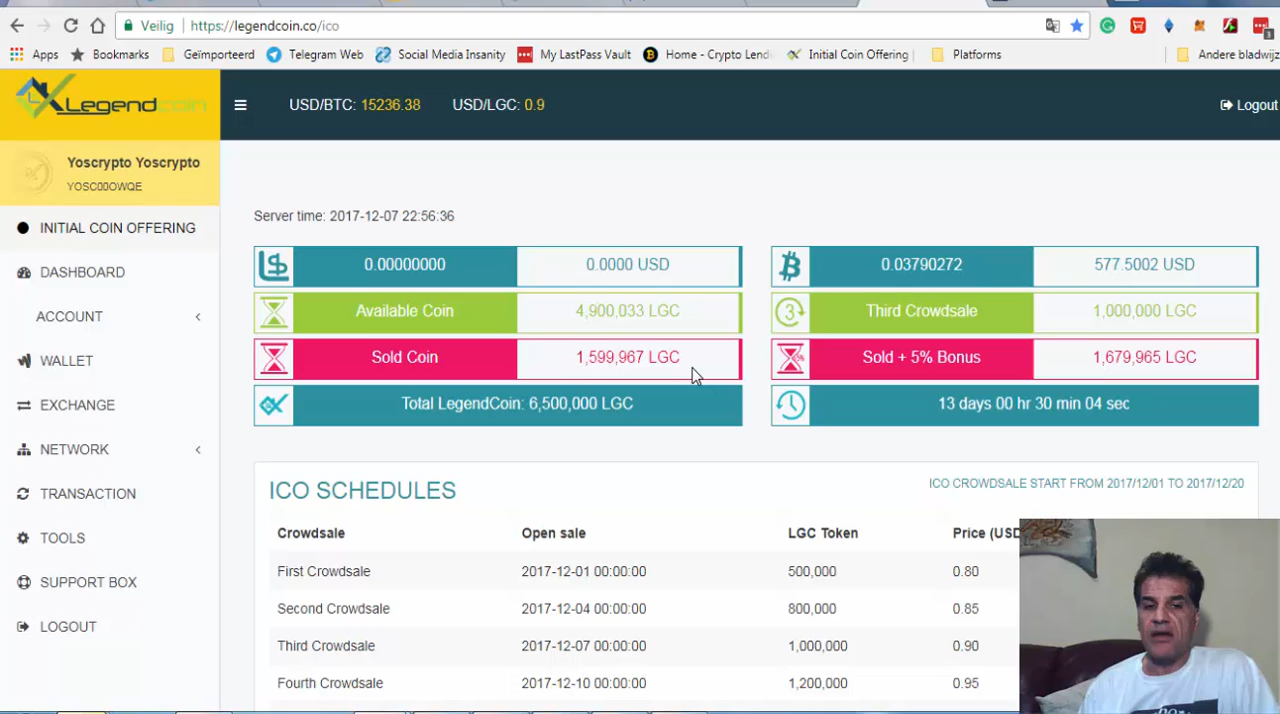 Veilig
https://legendcoin.co/ico
Apps
Bookmarks
Geïmporteerd
Telegram Web
Social Media Insanity
My LastPass Vault
Home - Crypto Lendi
Initial Coin Offering |
Platforms
Andere bladwijz
Legendcoin
USD/BTC: 15236.38
USD/LGC: 0.9
Logout
Yoscrypto Yoscrypto
YOSC00OWQE
INITIAL COIN OFFERING
DASHBOARD
ACCOUNT
WALLET
EXCHANGE
NETWORK
TRANSACTION
TOOLS
SUPPORT BOX
LOGOUT
Server time: 2017-12-07 22:56:36
0.00000000 0.0000 USD
0.03790272 577.5002 USD
Available Coin 4,900,033 LGC
3 Third Crowdsale 1,000,000 LGC
Sold Coin 1,599,967 LGC
Sold + 5% Bonus 1,679,965 LGC
Total LegendCoin: 6,500,000 LGC
13 days 00 hr 30 min 04 sec
ICO SCHEDULES
ICO CROWDSALE START FROM 2017/12/01 TO 2017/12/20
Crowdsale Open sale LGC Token Price (USD
First Crowdsale 2017-12-01 00:00:00 500,000 0.80
Second Crowdsale 2017-12-04 00:00:00 800,000 0.85
Third Crowdsale 2017-12-07 00:00:00 1,000,000 0.90
Fourth Crowdsale 2017-12-10 00:00:00 1,200,000 0.95